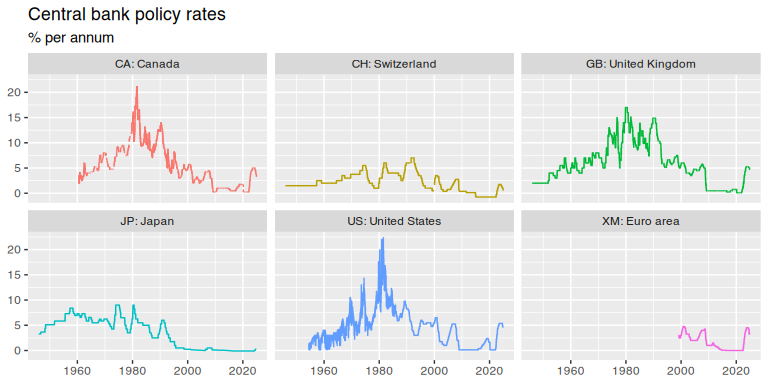 Central bank policy rates
% per annum
CA: Canada
CH: Switzerland
GB: United Kingdom
20
15
10
5
0
JP: Japan
US: United States
XM: Euro area
20
15
10
5
0
1960 1980 2000 2020 1960 1980 2000 2020 1960 1980 2000 2020